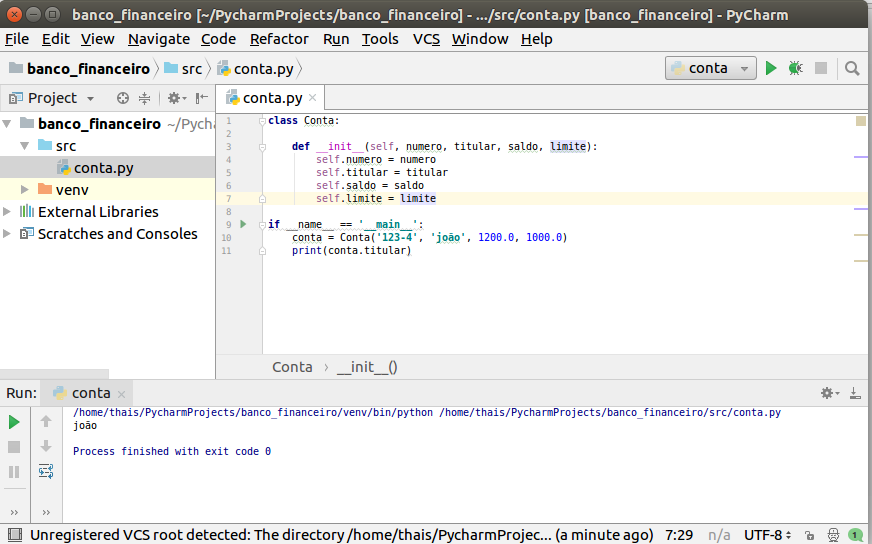 banco_financeiro [~/PycharmProjects/banco_financeiro] - .../src/conta.py [banco_financeiro] - PyCharm
File Edit View Navigate Code Refactor Run Tools VCS Window Help
banco_financeiro src conta.py conta
Project conta.py
banco_financeiro ~/Pycharm
src
conta.py
venv
External Libraries
Scratches and Consoles
1 class Conta:
2
3 def __init__(self, numero, titular, saldo, limite):
4 self.numero = numero
5 self.titular = titular
6 self.saldo = saldo
7 self.limite = limite
8
9 if __name__ == '__main__':
10 conta = Conta('123-4', 'joão', 1200.0, 1000.0)
11 print(conta.titular)
Conta › __init__()
Run: conta
/home/thais/PycharmProjects/banco_financeiro/venv/bin/python /home/thais/PycharmProjects/banco_financeiro/src/conta.py
joão
Process finished with exit code 0
Unregistered VCS root detected: The directory /home/thais/PycharmProjec... (a minute ago) 7:29 n/a UTF-8 1